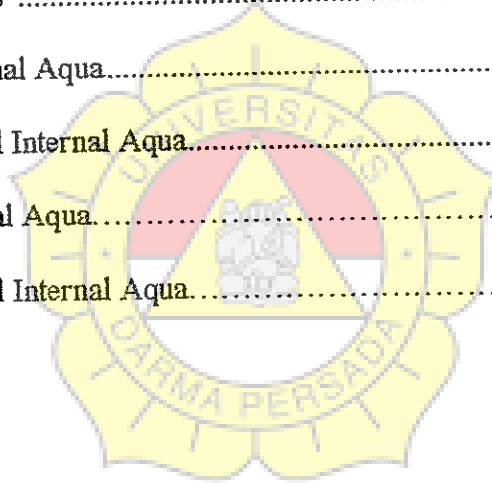 nal Aqua..........................................................
l Internal Aqua..............................................
al Aqua............................................................
l Internal Aqua..............................................
UNIVERSITAS
DARMA PERSADA